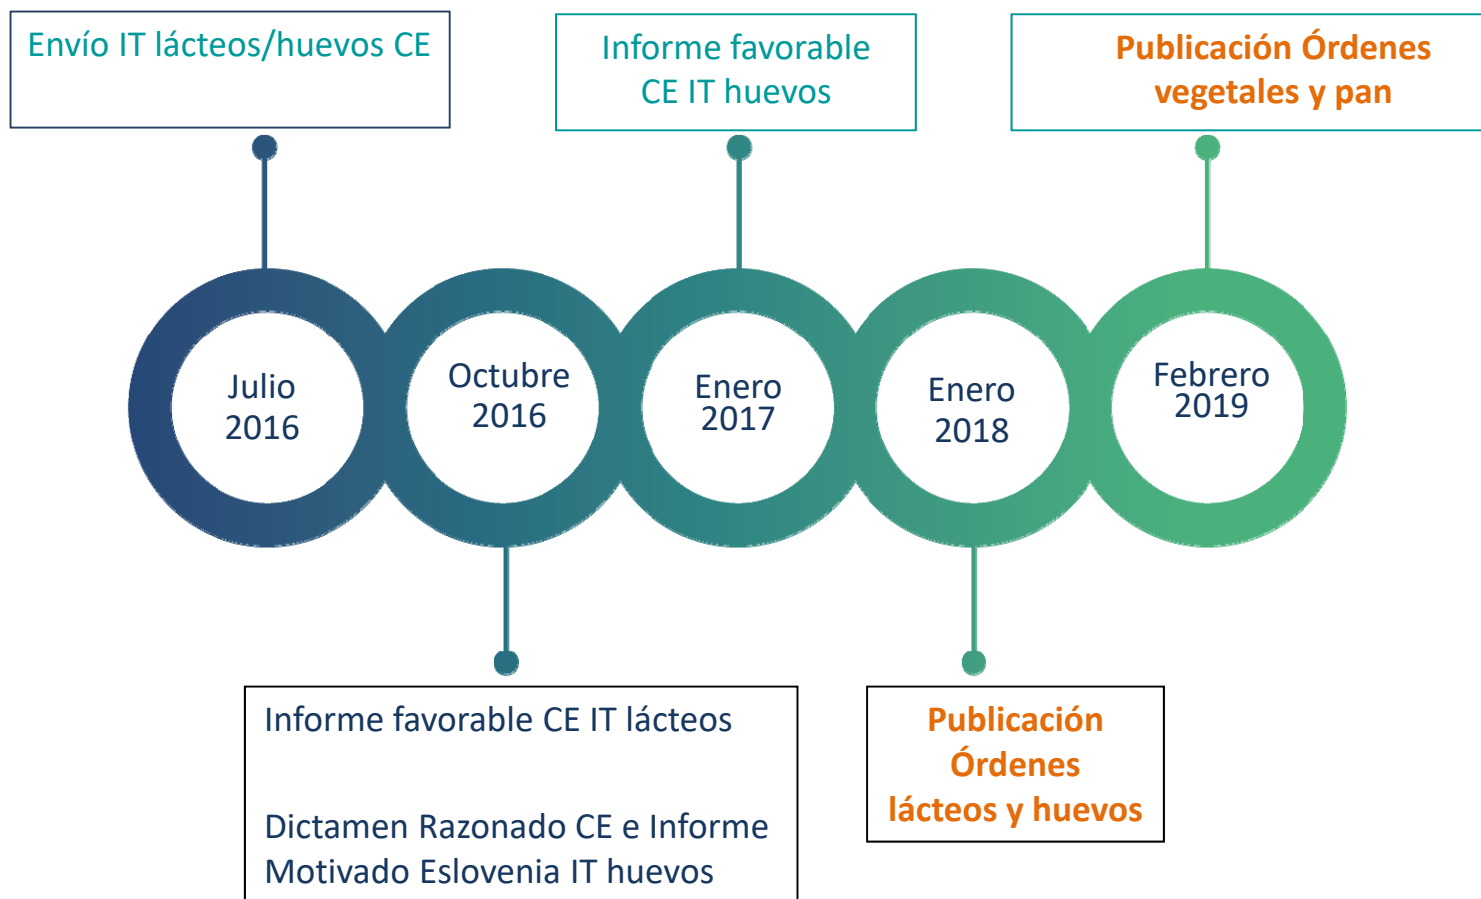 Envío IT lácteos/huevos CE
Informe favorable
CE IT huevos
Publicación Órdenes
vegetales y pan
Julio
2016
Octubre
2016
Enero
2017
Enero
2018
Febrero
2019
Informe favorable CE IT lácteos
Dictamen Razonado CE e Informe
Motivado Eslovenia IT huevos
Publicación
Órdenes
lácteos y huevos